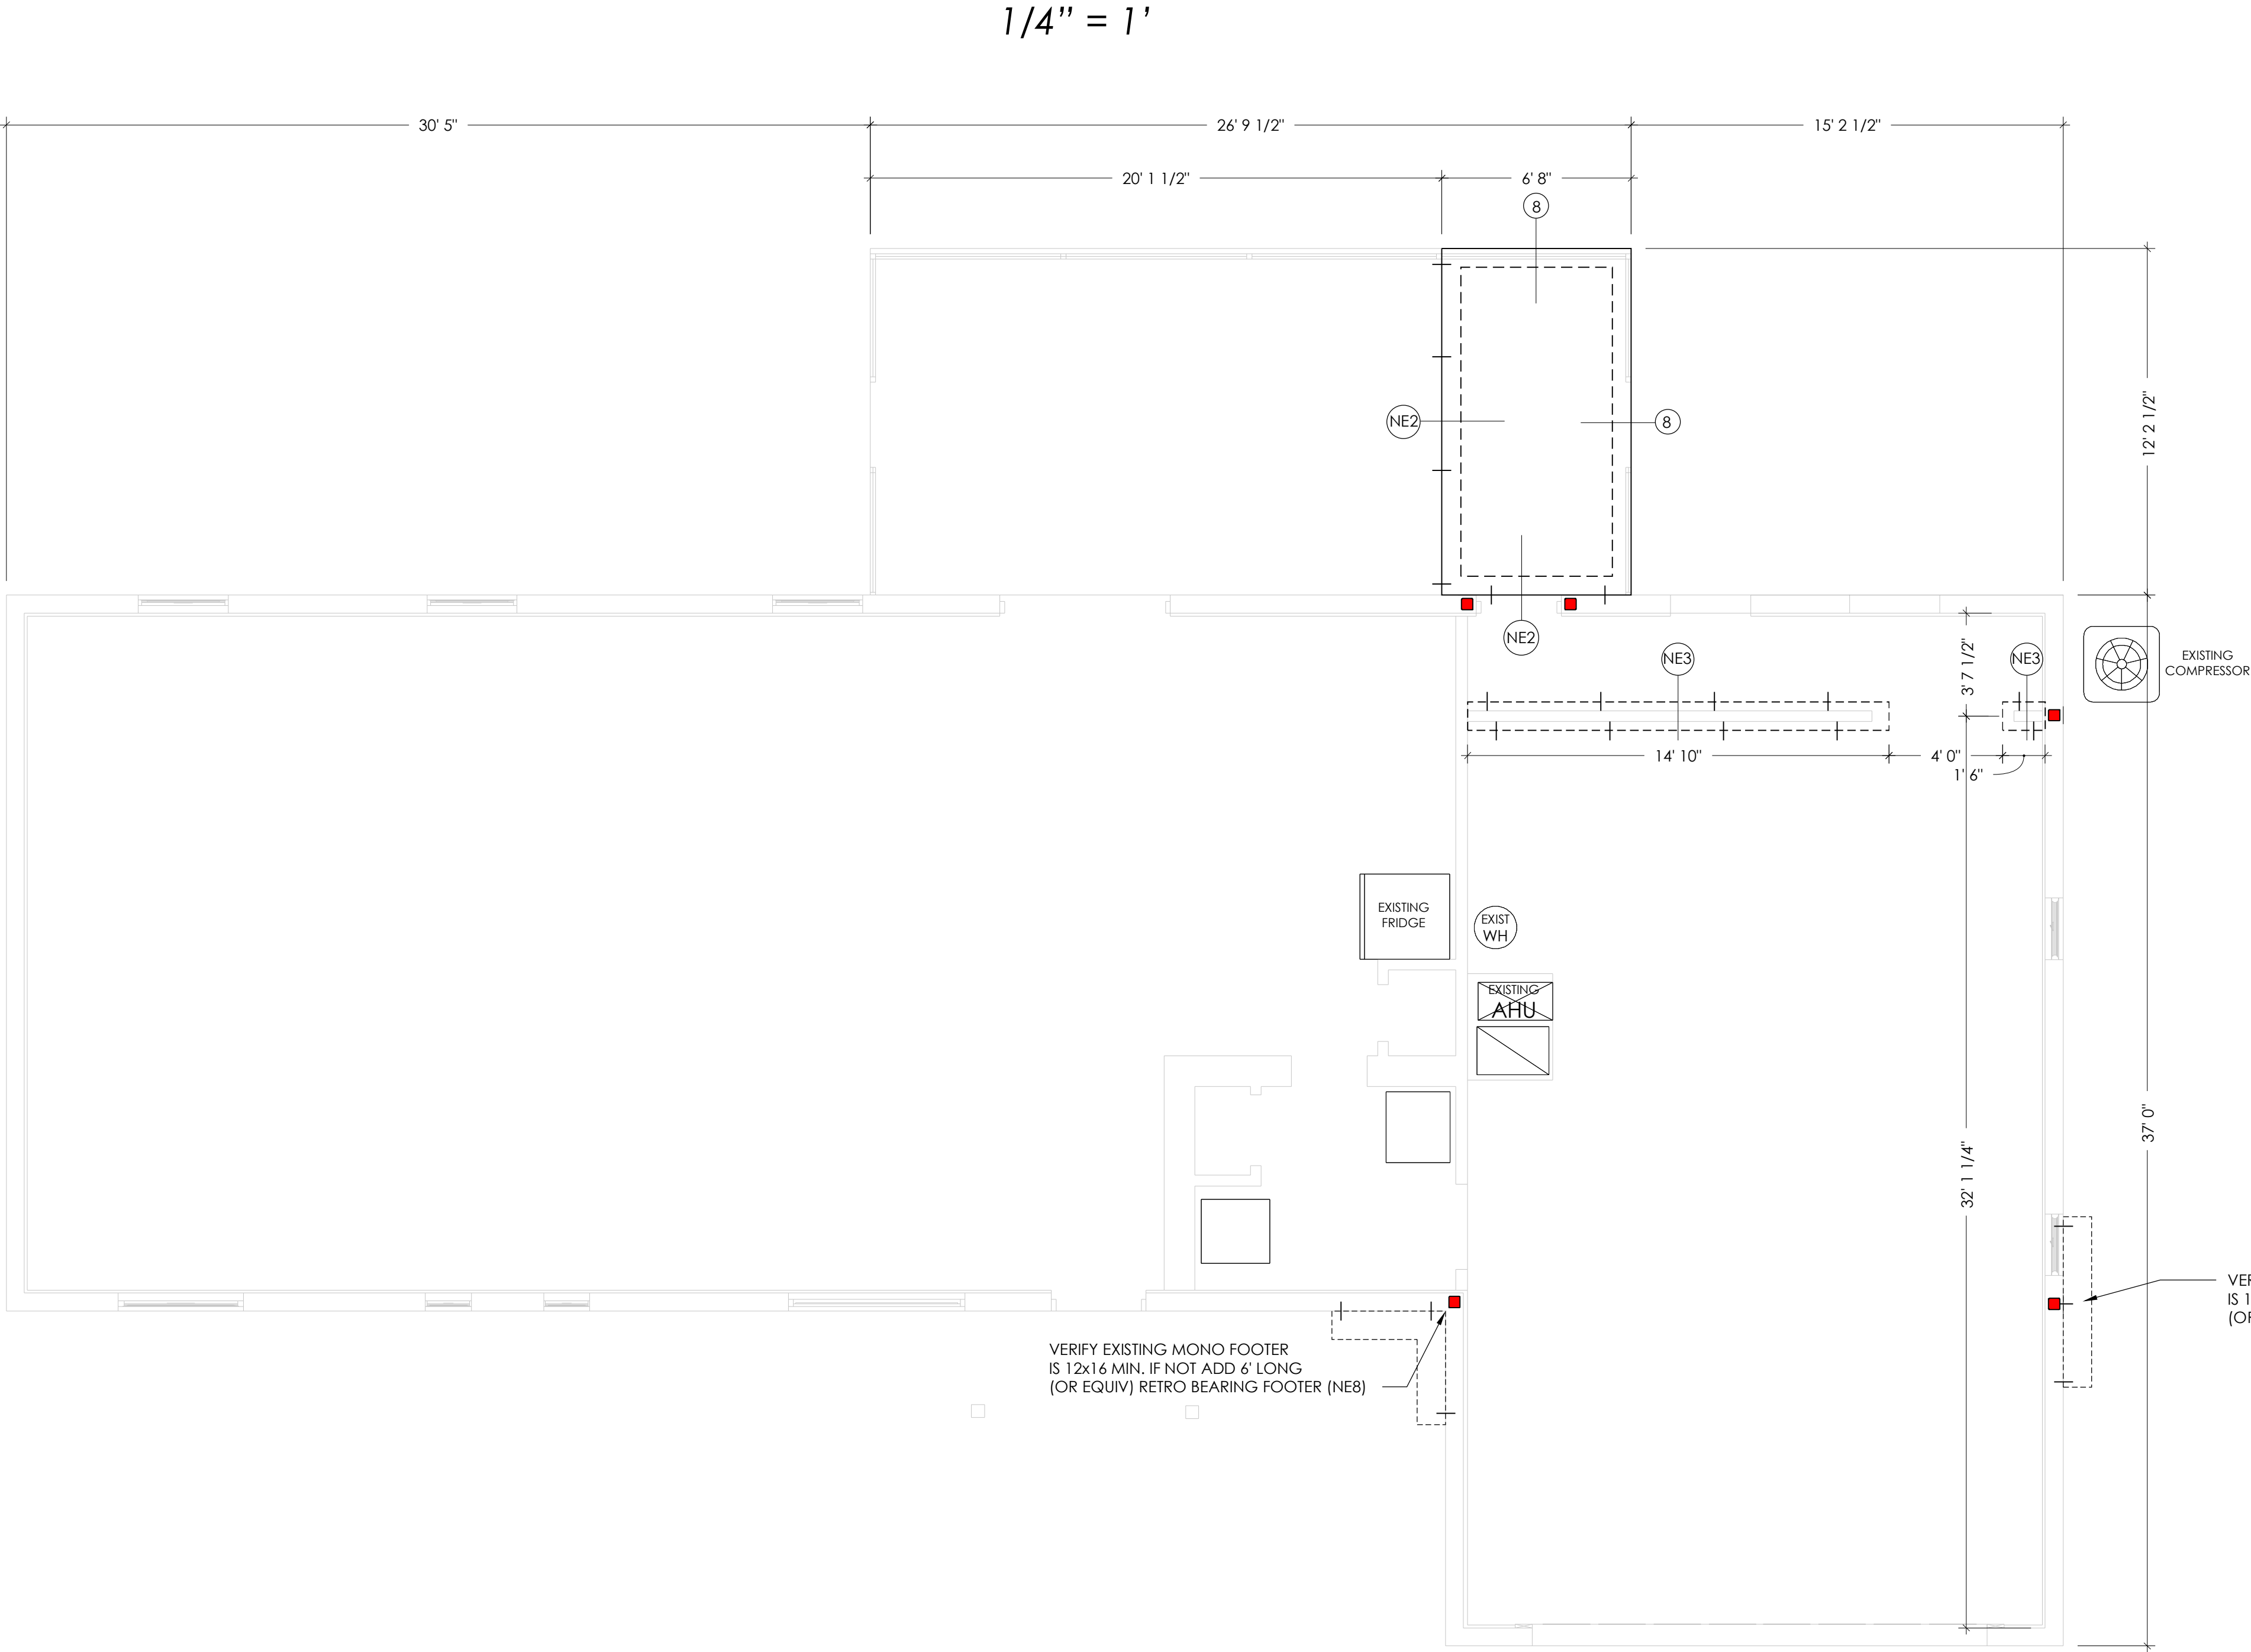 1/4" = 1'
30' 5"
26' 9 1/2"
15' 2 1/2"
20' 1 1/2"
6' 8"
8
12' 2 1/2"
NE2
8
NE2
NE3
3' 7 1/2"
NE3
EXISTING
COMPRESSOR
14' 10"
4' 0"
1' 6"
EXISTING
FRIDGE
EXIST
WH
EXISTING
AHU
37' 0"
32' 1 1/4"
VERIFY EXISTING MONO FOOTER
IS 12x16 MIN. IF NOT ADD 6' LONG
(OR EQUIV) RETRO BEARING FOOTER (NE8)
IS 1